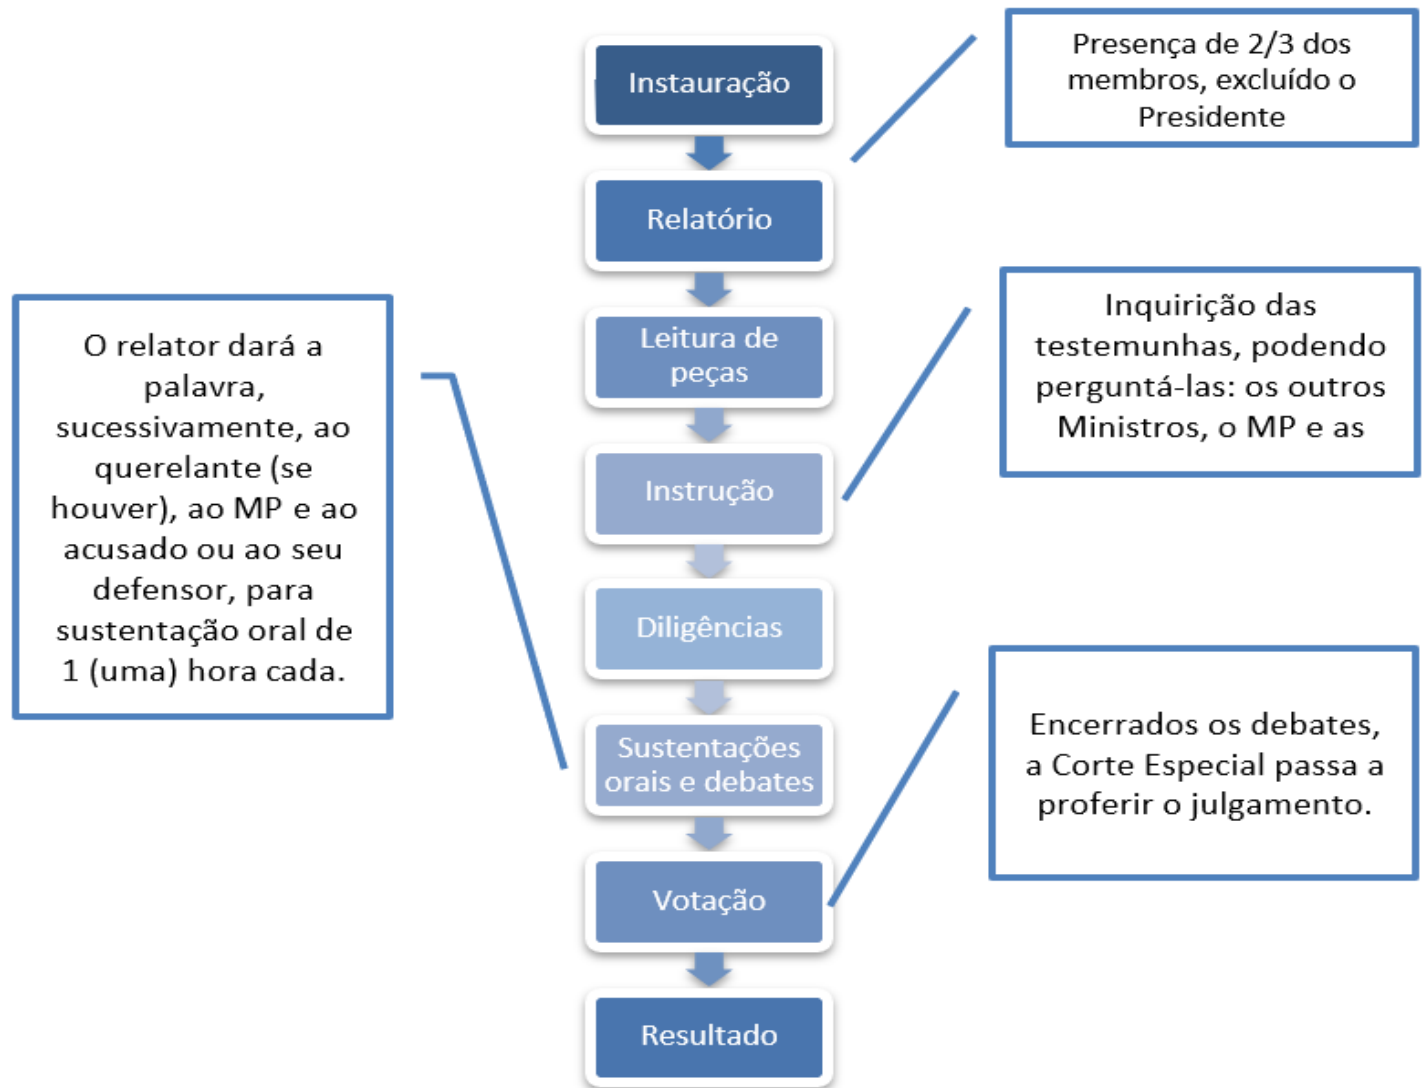 Instauração
Presença de 2/3 dos
membros, excluído o
Presidente
Relatório
Leitura de
peças
Inquirição das
testemunhas, podendo
perguntá-las: os outros
Ministros, o MP e as
O relator dará a
palavra,
sucessivamente, ao
querelante (se
houver), ao MP e ao
acusado ou ao seu
defensor, para
sustentação oral de
1 (uma) hora cada.
Instrução
Diligências
Sustentações
orais e debates
Encerrados os debates,
a Corte Especial passa a
proferir o julgamento.
Votação
Resultado